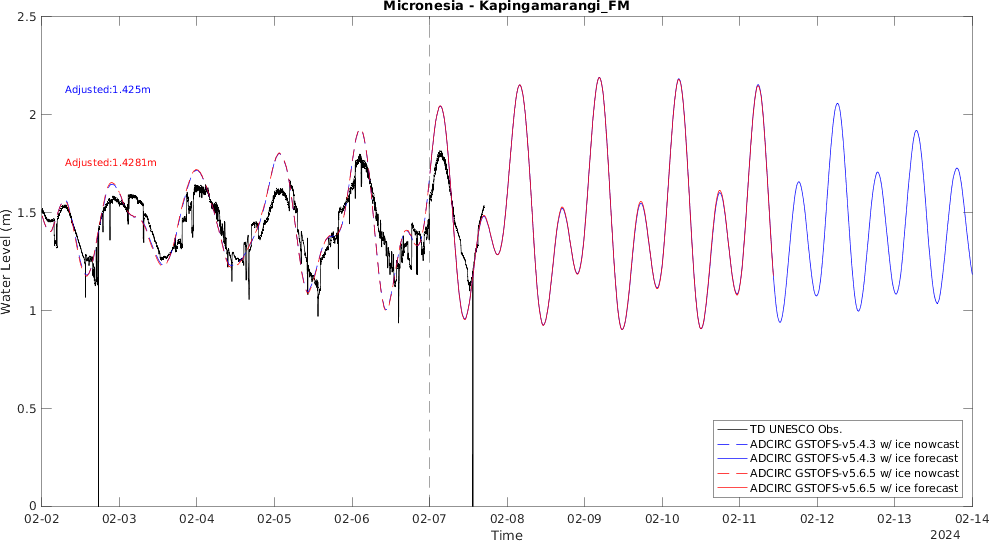 Micronesia - Kapingamarangi_FM
2.5
2
1.5
1
0.5
0
Water Level (m)
Adjusted:1.425m
Adjusted:1.4281m
TD UNESCO Obs.
ADCIRC GSTOFS-v5.4.3 w/ ice nowcast
ADCIRC GSTOFS-v5.4.3 w/ ice forecast
ADCIRC GSTOFS-v5.6.5 w/ ice nowcast
ADCIRC GSTOFS-v5.6.5 w/ ice forecast
02-02 02-03 02-04 02-05 02-06 02-07 02-08 02-09 02-10 02-11 02-12 02-13 02-14
Time
2024